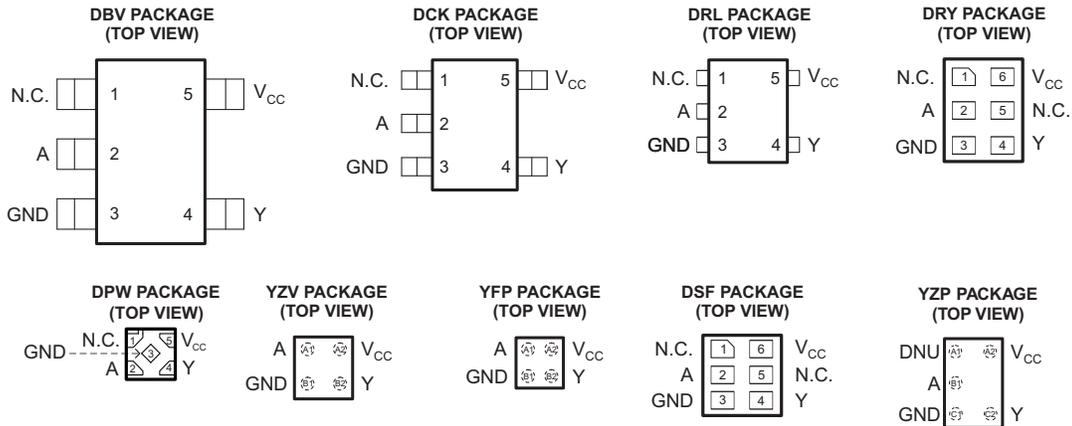 DBV PACKAGE
(TOP VIEW)
N.C. 1 5 VCC
A 2
GND 3 4 Y
DCK PACKAGE
(TOP VIEW)
N.C. 1 5 VCC
A 2
GND 3 4 Y
DRL PACKAGE
(TOP VIEW)
N.C. 1 5 VCC
A 2
GND 3 4 Y
DRY PACKAGE
(TOP VIEW)
N.C. 1 6 VCC
A 2 5 N.C.
GND 3 4 Y
DPW PACKAGE
(TOP VIEW)
N.C. 1 5 VCC
GND 3
A 2 4 Y
YZV PACKAGE
(TOP VIEW)
A A1 A2 VCC
GND B1 B2 Y
YFP PACKAGE
(TOP VIEW)
A A1 A2 VCC
GND B1 B2 Y
DSF PACKAGE
(TOP VIEW)
N.C. 1 6 VCC
A 2 5 N.C.
GND 3 4 Y
YZP PACKAGE
(TOP VIEW)
DNU A1 A2 VCC
A B1
GND C1 C2 Y